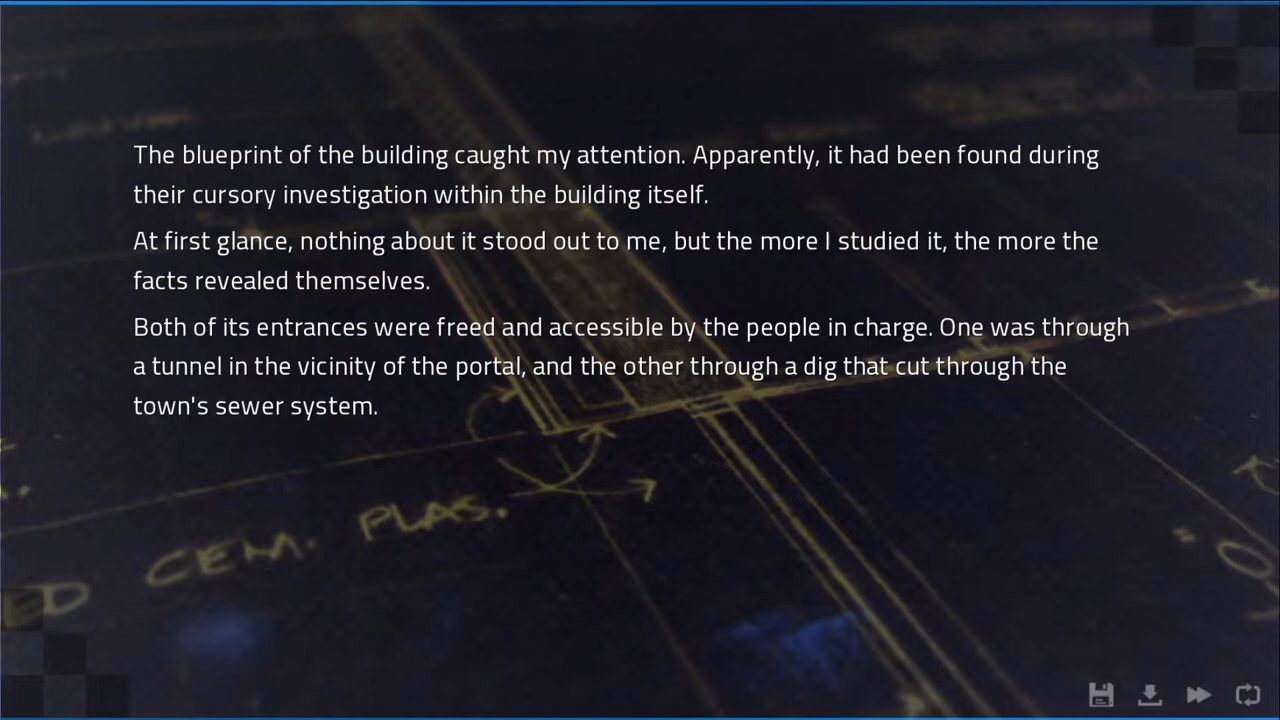 The blueprint of the building caught my attention. Apparently, it had been found during
their cursory investigation within the building itself.
At first glance, nothing about it stood out to me, but the more I studied it, the more the
facts revealed themselves.
Both of its entrances were freed and accessible by the people in charge. One was through
a tunnel in the vicinity of the portal, and the other through a dig that cut through the
town's sewer system.
ED CEM. PLAS.